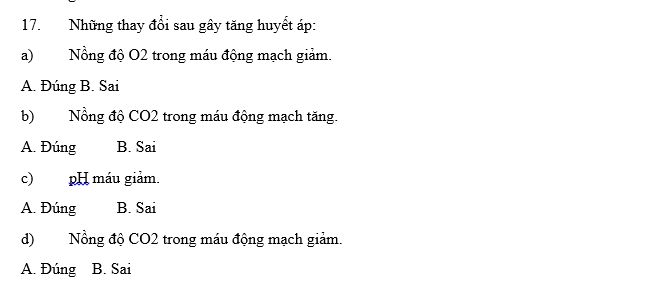 17. Những thay đổi sau gây tăng huyết áp:
a) Nồng độ O2 trong máu động mạch giảm.
A. Đúng B. Sai
b) Nồng độ CO2 trong máu động mạch tăng.
A. Đúng B. Sai
c) pH máu giảm.
A. Đúng B. Sai
d) Nồng độ CO2 trong máu động mạch giảm.
A. Đúng B. Sai